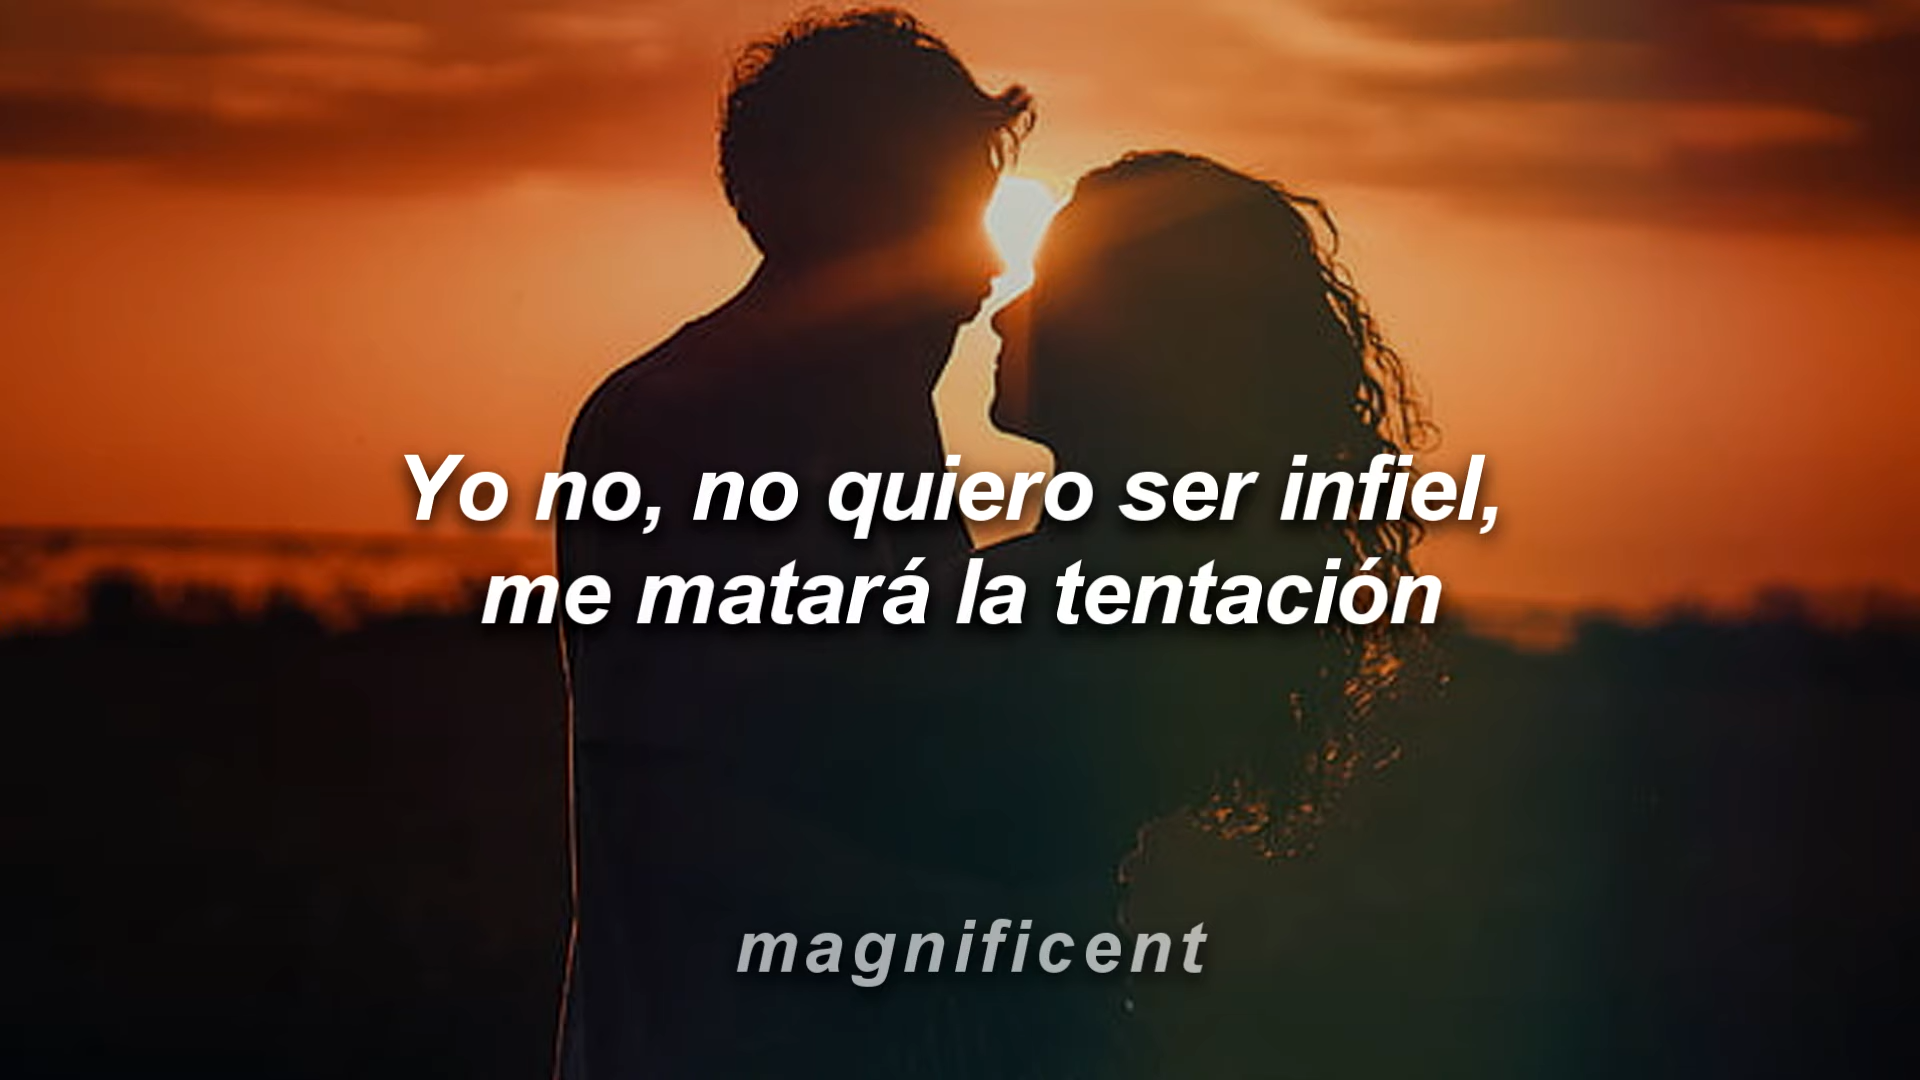 Yo no, no quiero ser infiel,
me matará la tentación
magnificent